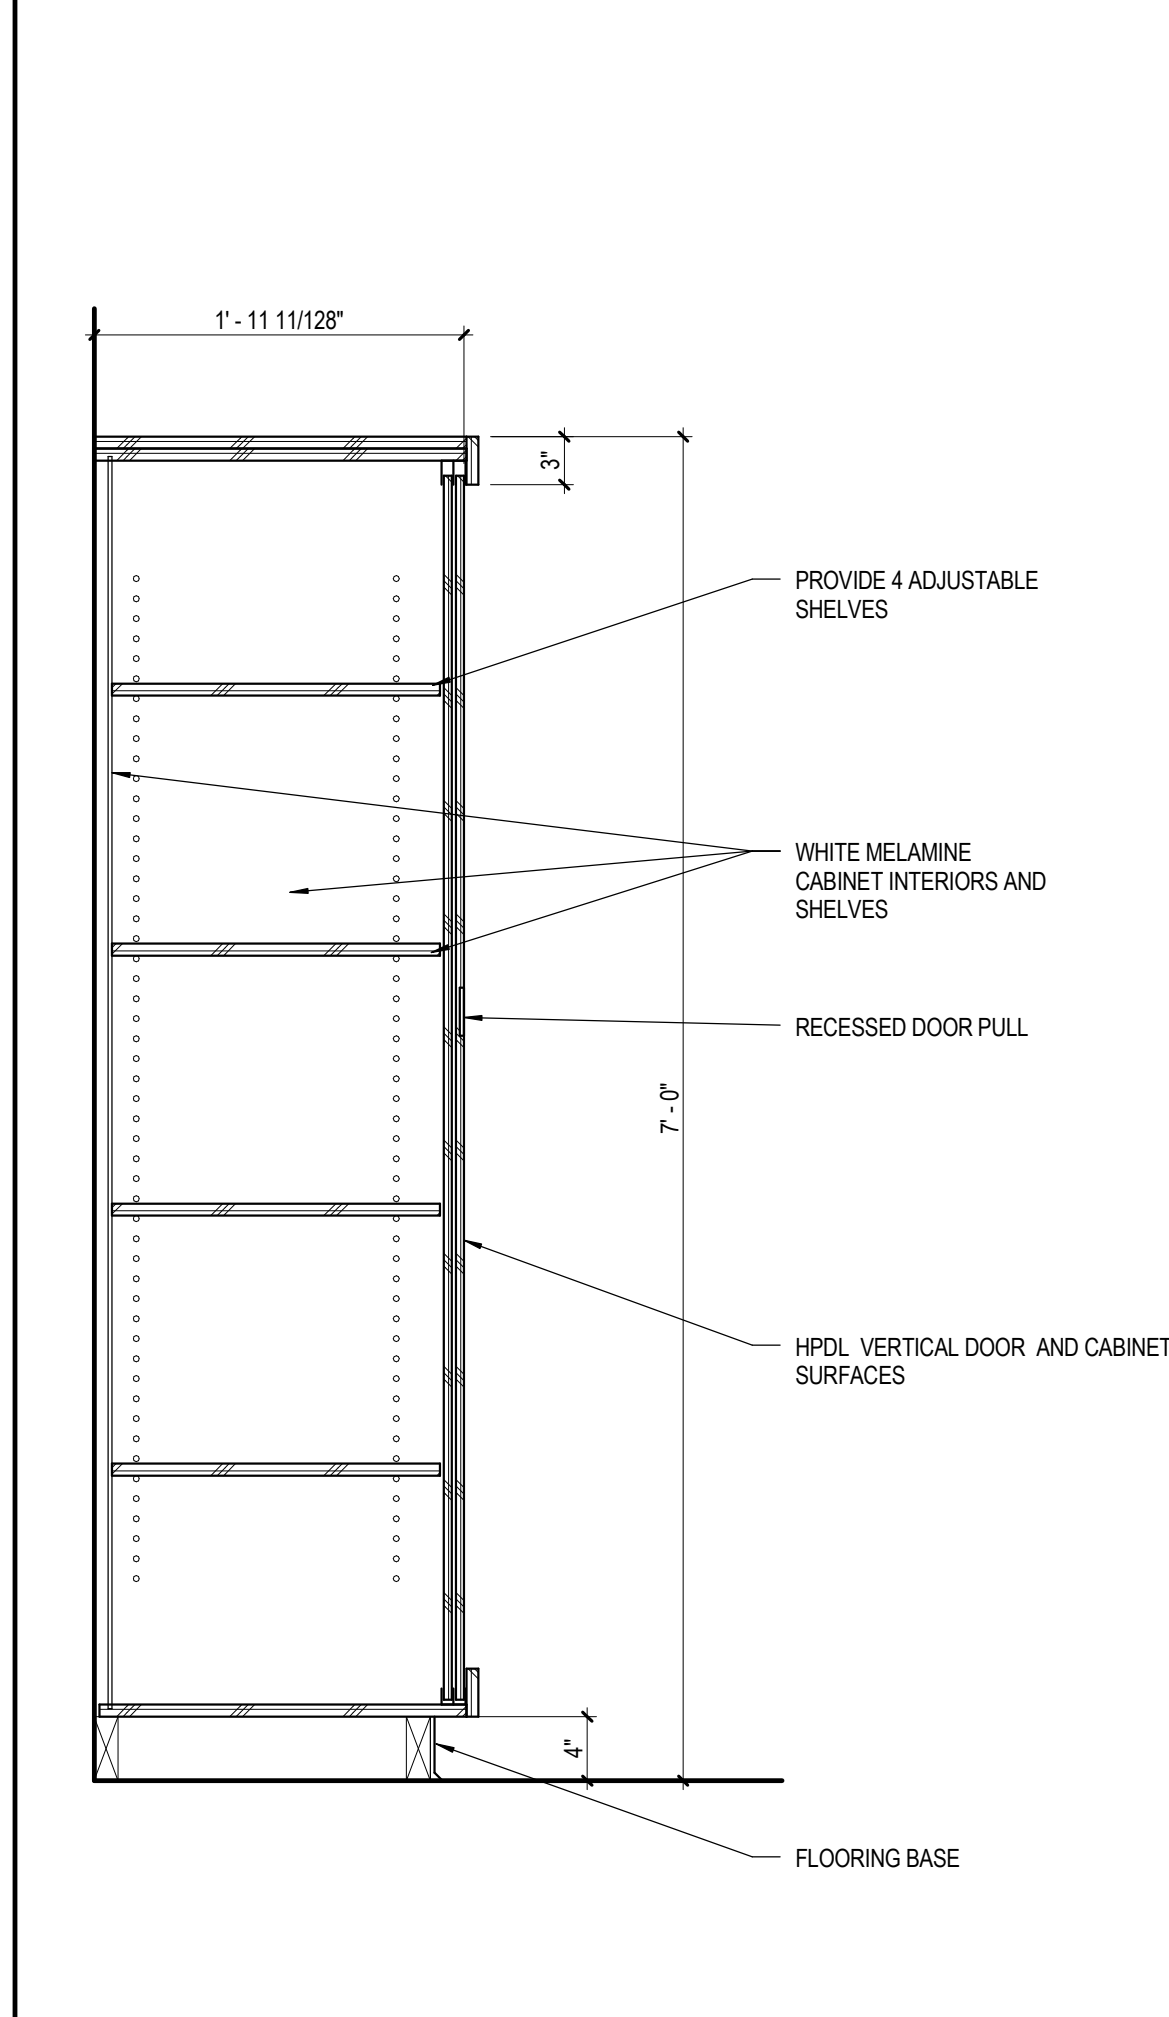 1' - 11 11/128"
3"
PROVIDE 4 ADJUSTABLE
SHELVES
WHITE MELAMINE
CABINET INTERIORS AND
SHELVES
RECESSED DOOR PULL
7' - 0"
HPDL VERTICAL DOOR AND CABINET
SURFACES
4"
FLOORING BASE